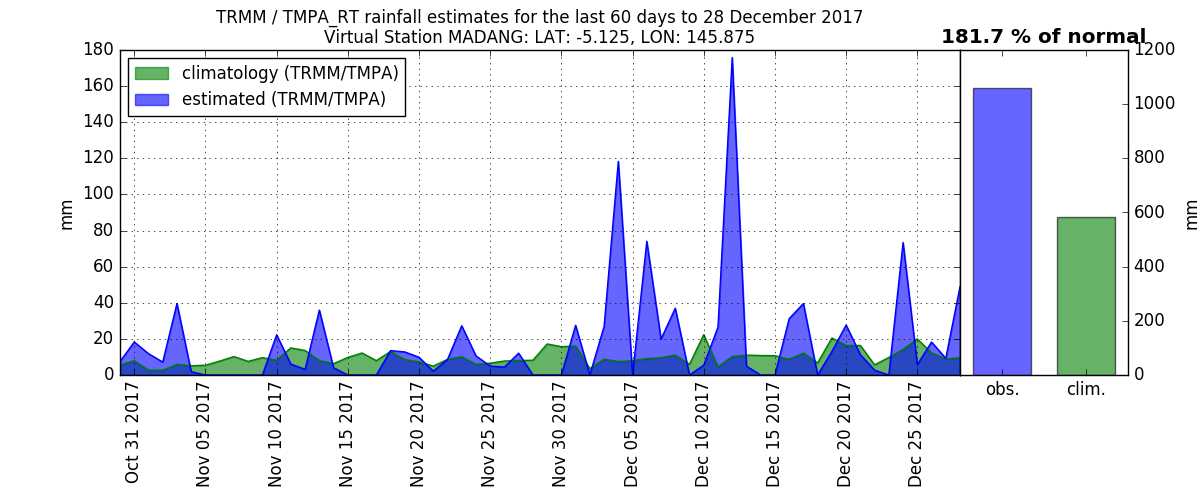 TRMM / TMPA_RT rainfall estimates for the last 60 days to 28 December 2017
Virtual Station MADANG: LAT: -5.125, LON: 145.875
181.7 % of normal
climatology (TRMM/TMPA)
estimated (TRMM/TMPA)
180
160
140
120
100
80
60
40
20
0
mm
Oct 31 2017
Nov 05 2017
Nov 10 2017
Nov 15 2017
Nov 20 2017
Nov 25 2017
Nov 30 2017
Dec 05 2017
Dec 10 2017
Dec 15 2017
Dec 20 2017
Dec 25 2017
obs.
clim.
1200
1000
800
600
400
200
0
mm